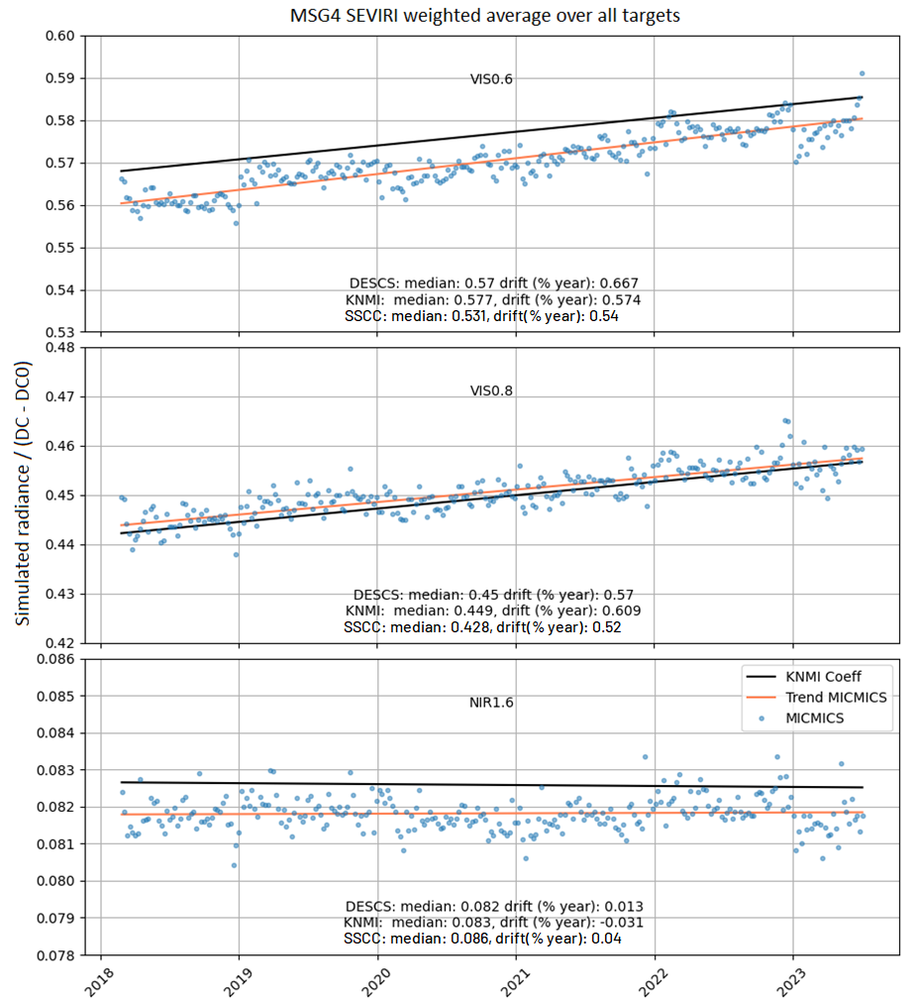 MSG4 SEVIRI weighted average over all targets
0.60
0.59
0.58
0.57
0.56
0.55
0.54
0.53
VIS0.6
DESCS: median: 0.57 drift (% year): 0.667
KNMI:  median: 0.577, drift (% year): 0.574
SSCC: median: 0.531, drift(% year): 0.54
Simulated radiance / (DC - DC0)
0.48
0.47
0.46
0.45
0.44
0.43
0.42
VIS0.8
DESCS: median: 0.45 drift (% year): 0.57
KNMI:  median: 0.449, drift (% year): 0.609
SSCC: median: 0.428, drift(% year): 0.52
0.086
0.085
0.084
0.083
0.082
0.081
0.080
0.079
0.078
NIR1.6
KNMI Coeff
Trend MICMICS
MICMICS
DESCS: median: 0.082 drift (% year): 0.013
KNMI:  median: 0.083, drift (% year): -0.031
SSCC: median: 0.086, drift(% year): 0.04
2018
2019
2020
2021
2022
2023